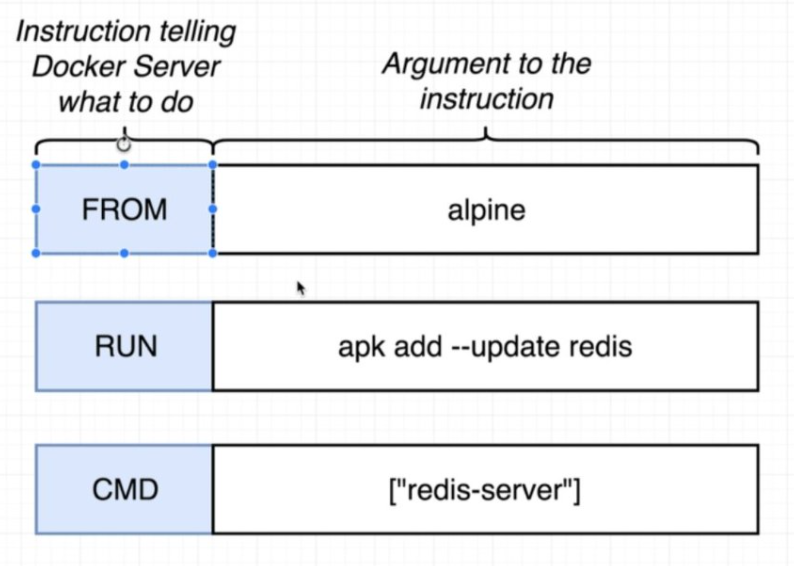 Instruction telling
Docker Server
what to do
Argument to the
instruction
FROM
alpine
RUN
apk add --update redis
CMD
["redis-server"]